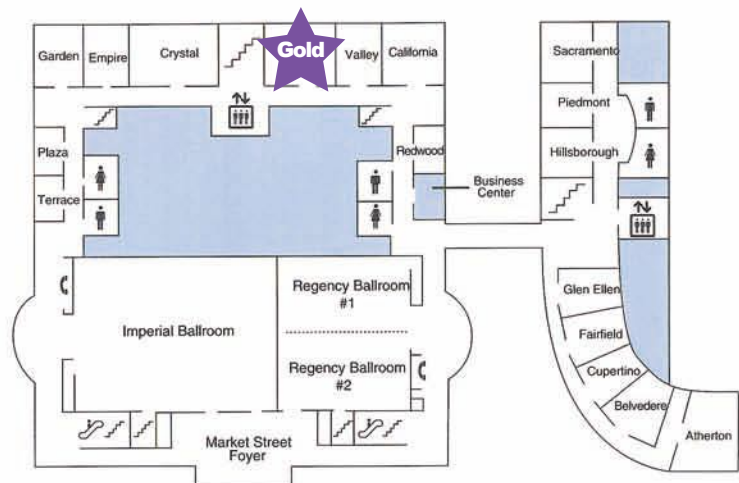 Garden
Empire
Crystal
Gold
Valley
California
Sacramento
Piedmont
Plaza
Redwood
Hillsborough
Terrace
Business
Center
Glen Ellen
Regency Ballroom
#1
Imperial Ballroom
Fairfield
Regency Ballroom
#2
Cupertino
Belvedere
Market Street
Foyer
Atherton